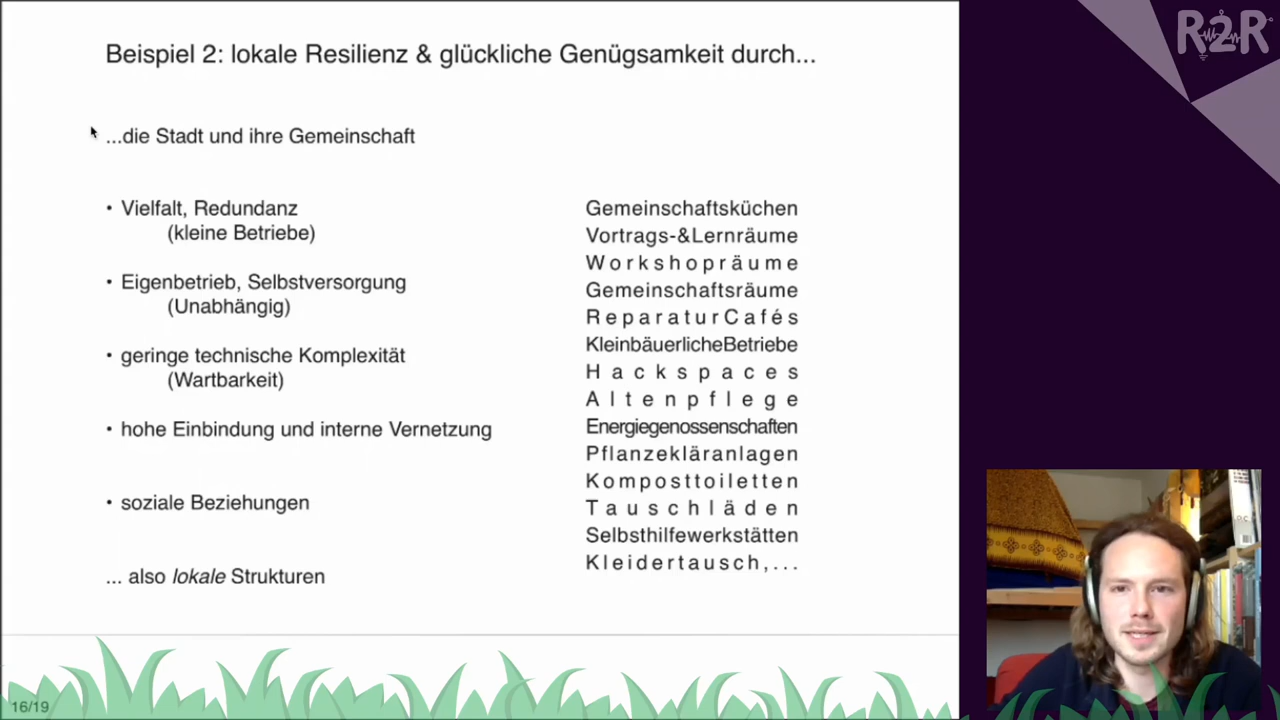 Beispiel 2: lokale Resilienz & glückliche Genügsamkeit durch...
...die Stadt und ihre Gemeinschaft
• Vielfalt, Redundanz
(kleine Betriebe)
• Eigenbetrieb, Selbstversorgung
(Unabhängig)
• geringe technische Komplexität
(Wartbarkeit)
• hohe Einbindung und interne Vernetzung
• soziale Beziehungen
... also lokale Strukturen
Gemeinschaftsküchen
Vortrags-&Lernräume
Workshopräume
Gemeinschaftsräume
ReparaturCafés
KleinbäuerlicheBetriebe
Hackspaces
Altenpflege
Energiegenossenschaften
Pflanzekläranlagen
Komposttoiletten
Tauschläden
Selbsthilfewerkstätten
Kleidertausch,...
16/19
R2R